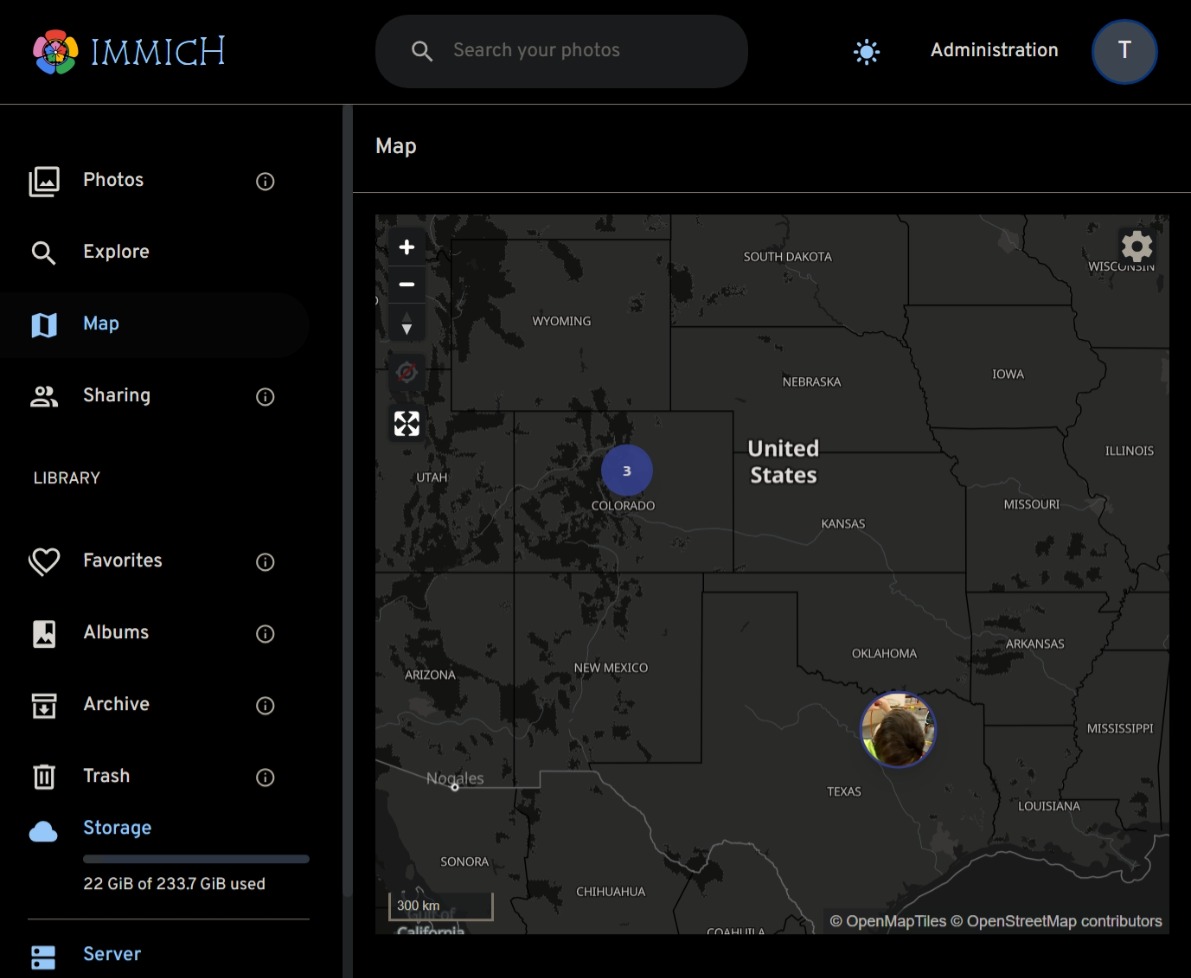 IMMICH
Search your photos
Administration
T
Photos
Explore
Map
Sharing
LIBRARY
Favorites
Albums
Archive
Trash
Storage
22 GiB of 233.7 GiB used
Server
Map
SOUTH DAKOTA
WISCONSIN
WYOMING
IOWA
NEBRASKA
United
States
ILLINOIS
3
UTAH
COLORADO
MISSOURI
KANSAS
ARKANSAS
OKLAHOMA
NEW MEXICO
ARIZONA
MISSISSIPPI
Nogales
TEXAS
LOUISIANA
SONORA
CHIHUAHUA
300 km
Gulf of
California
COAHUILA
© OpenMapTiles © OpenStreetMap contributors